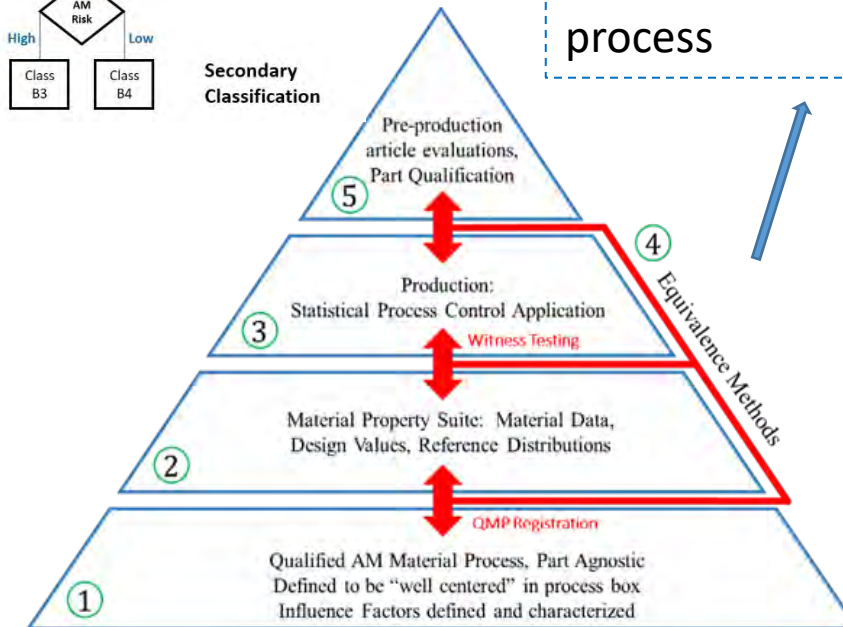 AM
Risk
High
Low
Class
B3
Class
B4
Secondary
Classification
process
Pre-production
article evaluations,
Part Qualification
5
4
Equivalence Methods
Production:
Statistical Process Control Application
3
Witness Testing
Material Property Suite: Material Data,
Design Values, Reference Distributions
2
QMP Registration
Qualified AM Material Process, Part Agnostic
Defined to be “well centered” in process box
Influence Factors defined and characterized
1